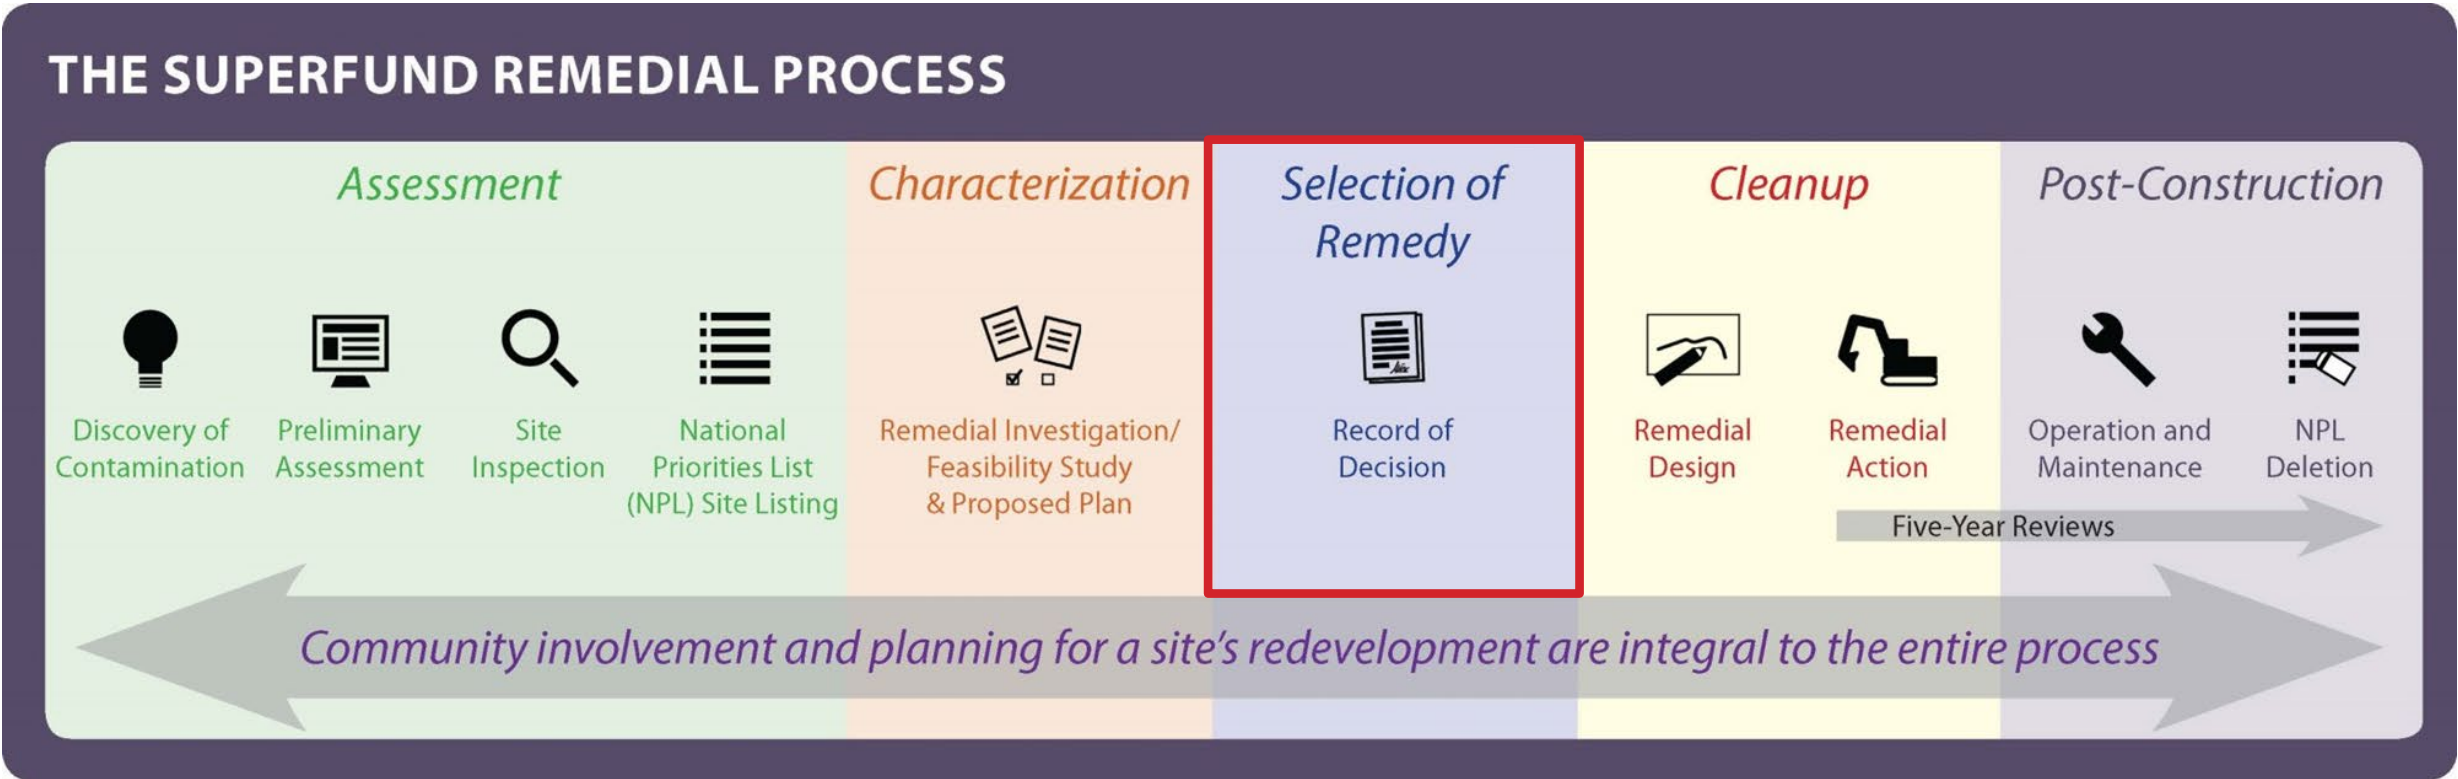 THE SUPERFUND REMEDIAL PROCESS
Assessment
Discovery of
Contamination
Preliminary
Assessment
Site
Inspection
National
Priorities List
(NPL) Site Listing
Characterization
Remedial Investigation/
Feasibility Study
& Proposed Plan
Selection of
Remedy
Record of
Decision
Cleanup
Remedial
Design
Remedial
Action
Post-Construction
Operation and
Maintenance
NPL
Deletion
Five-Year Reviews
Community involvement and planning for a site's redevelopment are integral to the entire process